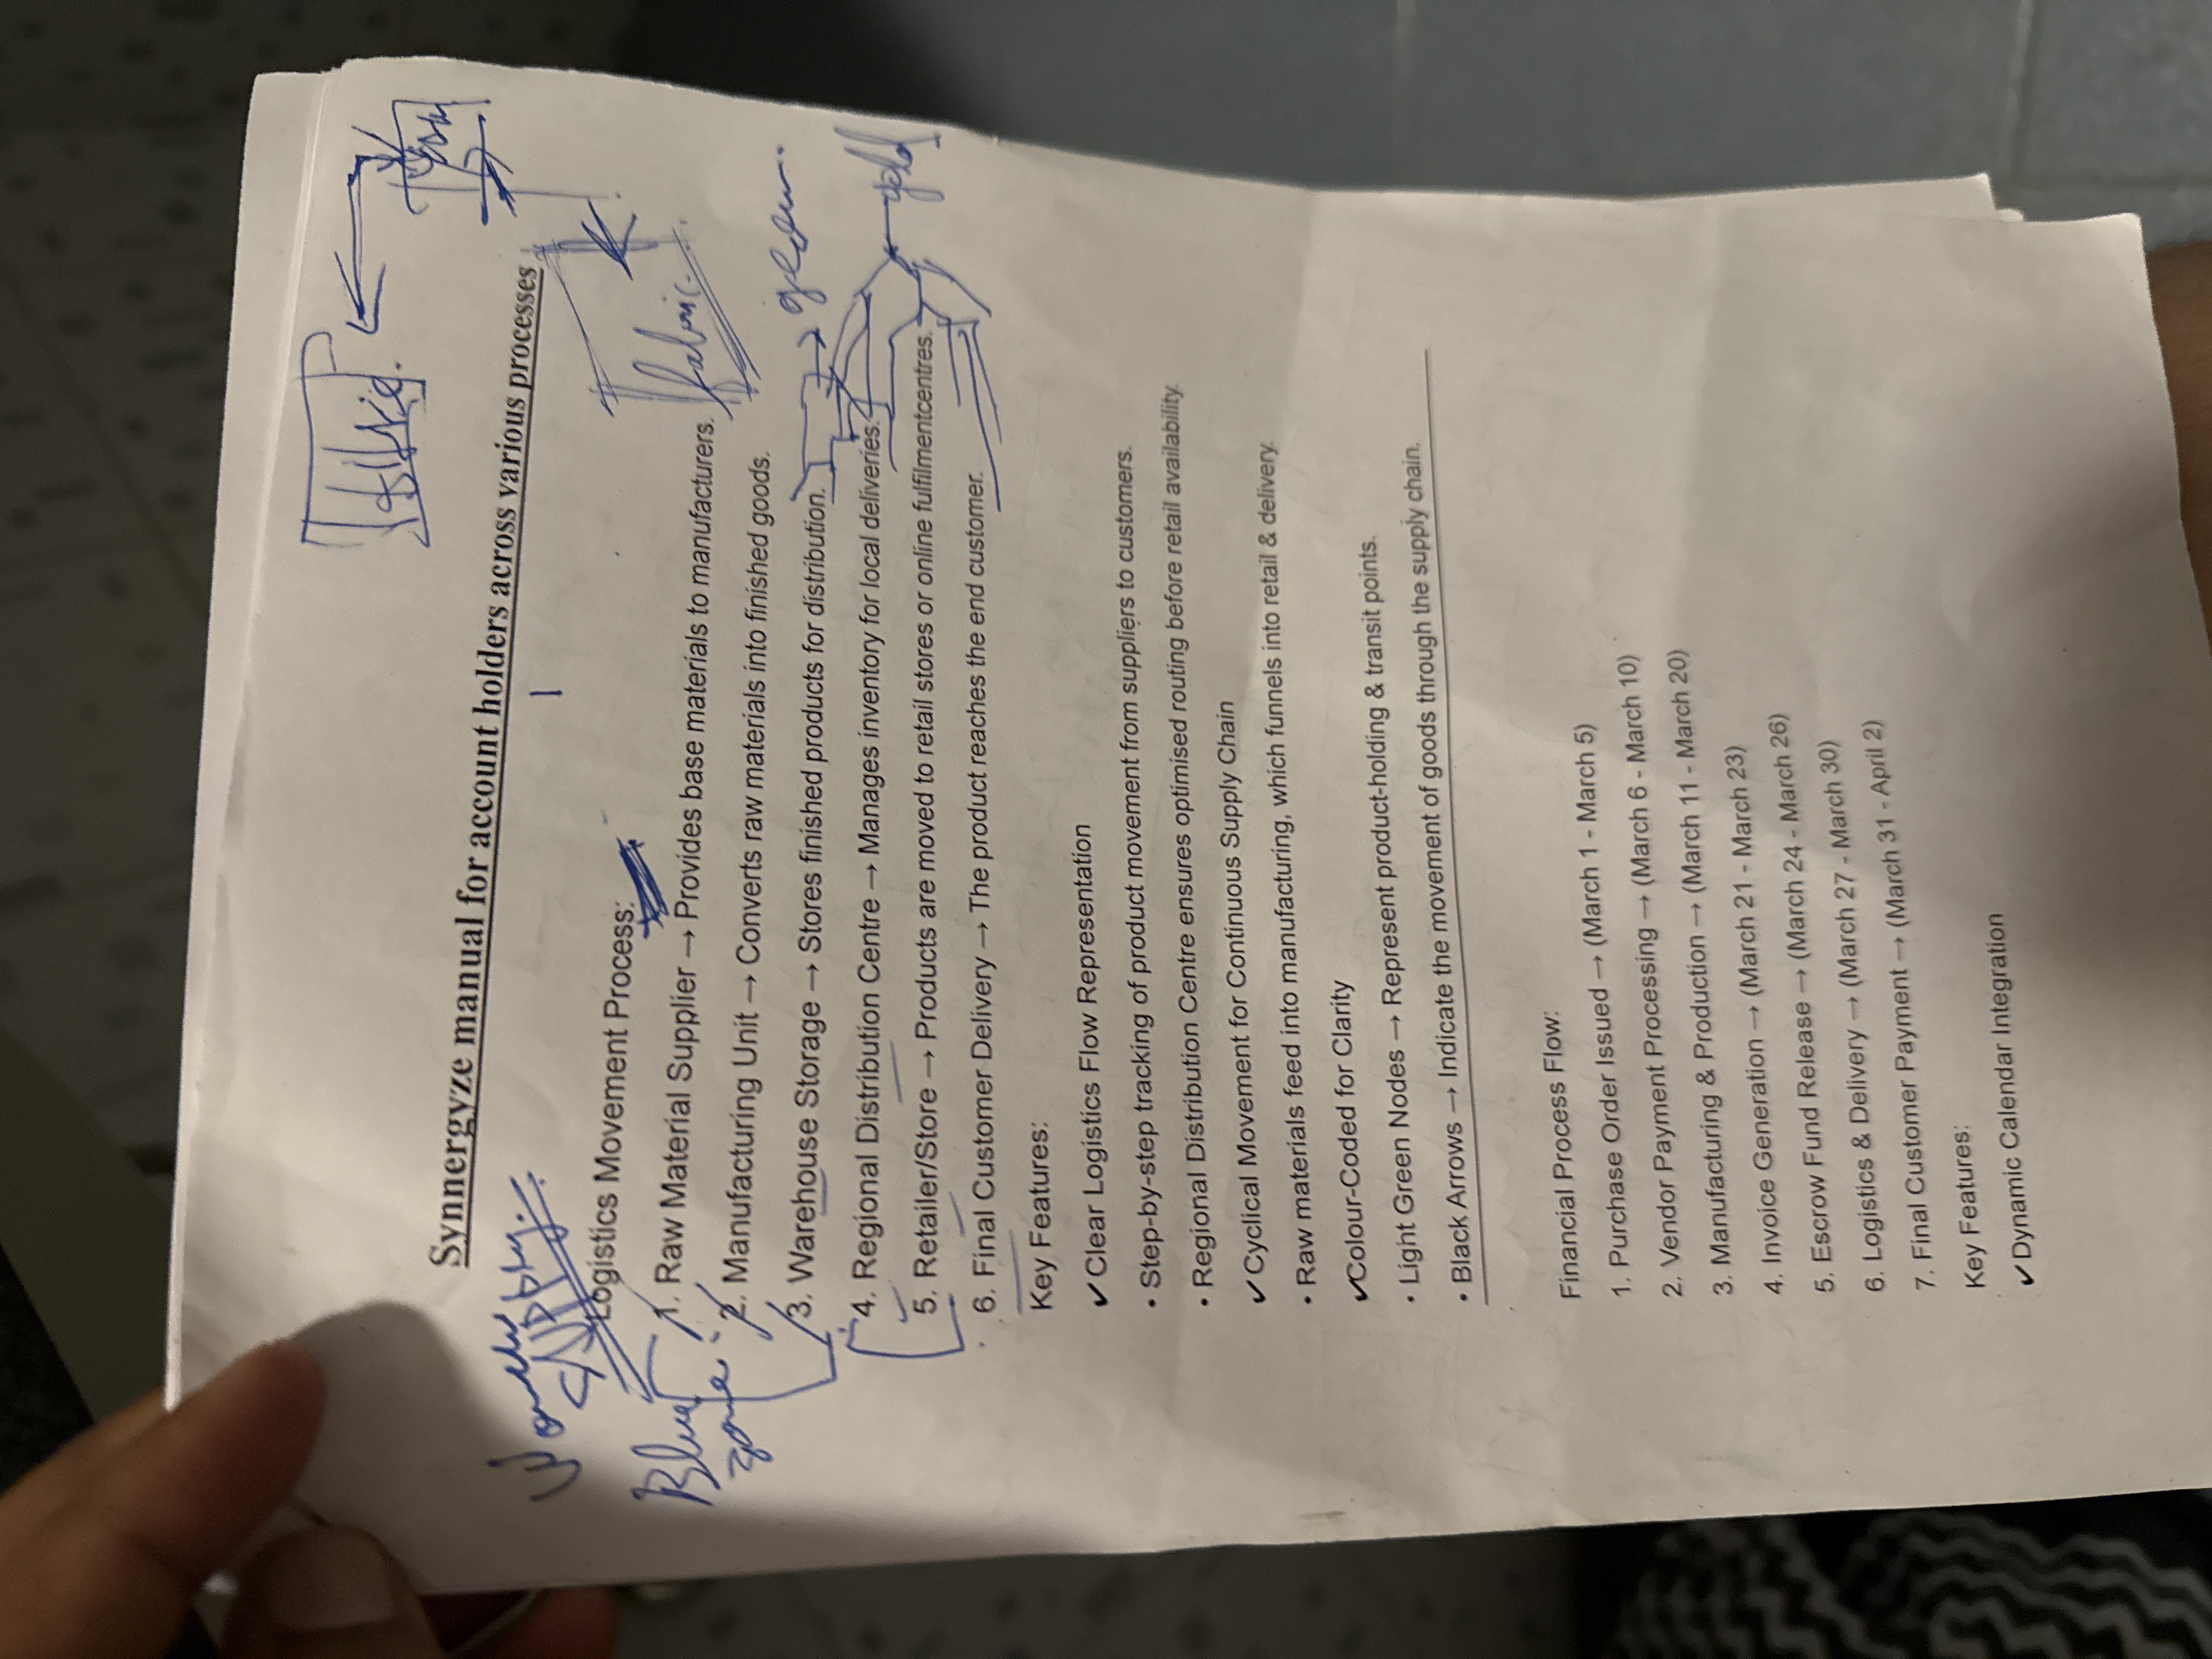 Synnergyze manual for account holders across various processes
supply.
Logistics Movement Process:
Blue
zone
1. Raw Material Supplier → Provides base materials to manufacturers.
fabric.
2. Manufacturing Unit → Converts raw materials into finished goods.
3. Warehouse Storage → Stores finished products for distribution.
4. Regional Distribution Centre → Manages inventory for local deliveries.
gold
5. Retailer/Store → Products are moved to retail stores or online fulfilmentcentres.
6. Final Customer Delivery → The product reaches the end customer.
Key Features:
✔ Clear Logistics Flow Representation
• Step-by-step tracking of product movement from suppliers to customers.
• Regional Distribution Centre ensures optimised routing before retail availability.
✔ Cyclical Movement for Continuous Supply Chain
• Raw materials feed into manufacturing, which funnels into retail & delivery.
✔Colour-Coded for Clarity
• Light Green Nodes → Represent product-holding & transit points.
• Black Arrows → Indicate the movement of goods through the supply chain.
Financial Process Flow:
1. Purchase Order Issued → (March 1 - March 5)
2. Vendor Payment Processing → (March 6 - March 10)
3. Manufacturing & Production → (March 11 - March 20)
4. Invoice Generation → (March 21 - March 23)
5. Escrow Fund Release → (March 24 - March 26)
6. Logistics & Delivery → (March 27 - March 30)
7. Final Customer Payment → (March 31 - April 2)
Key Features:
✔ Dynamic Calendar Integration